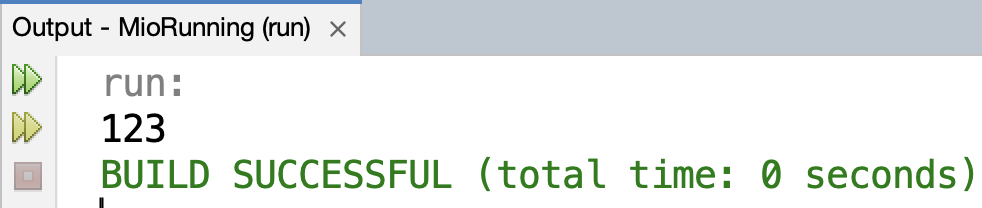 Output - MioRunning (run) ×
run:
123
BUILD SUCCESSFUL (total time: 0 seconds)